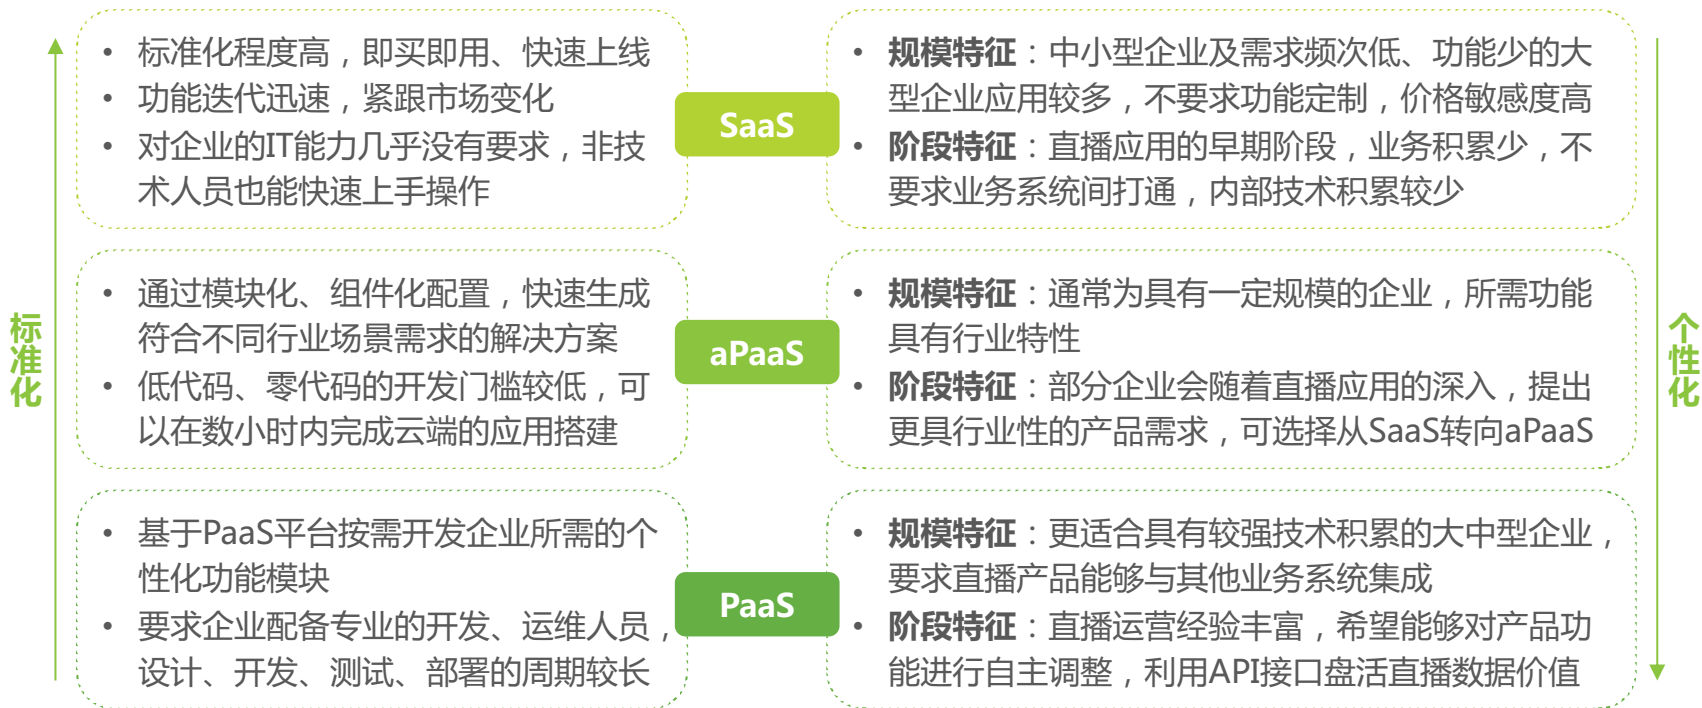 标准化
• 标准化程度高，即买即用、快速上线
• 功能迭代迅速，紧跟市场变化
• 对企业的IT能力几乎没有要求，非技
术人员也能快速上手操作
SaaS
• 规模特征：中小型企业及需求频次低、功能少的大
型企业应用较多，不要求功能定制，价格敏感度高
• 阶段特征：直播应用的早期阶段，业务积累少，不
要求业务系统间打通，内部技术积累较少
• 通过模块化、组件化配置，快速生成
符合不同行业场景需求的解决方案
• 低代码、零代码的开发门槛较低，可
以在数小时内完成云端的应用搭建
aPaaS
• 规模特征：通常为具有一定规模的企业，所需功能
具有行业特性
• 阶段特征：部分企业会随着直播应用的深入，提出
更具行业性的产品需求，可选择从SaaS转向aPaaS
• 基于PaaS平台按需开发企业所需的个
性化功能模块
• 要求企业配备专业的开发、运维人员，
设计、开发、测试、部署的周期较长
PaaS
• 规模特征：更适合具有较强技术积累的大中型企业，
要求直播产品能够与其他业务系统集成
• 阶段特征：直播运营经验丰富，希望能够对产品功
能进行自主调整，利用API接口盘活直播数据价值
个性化